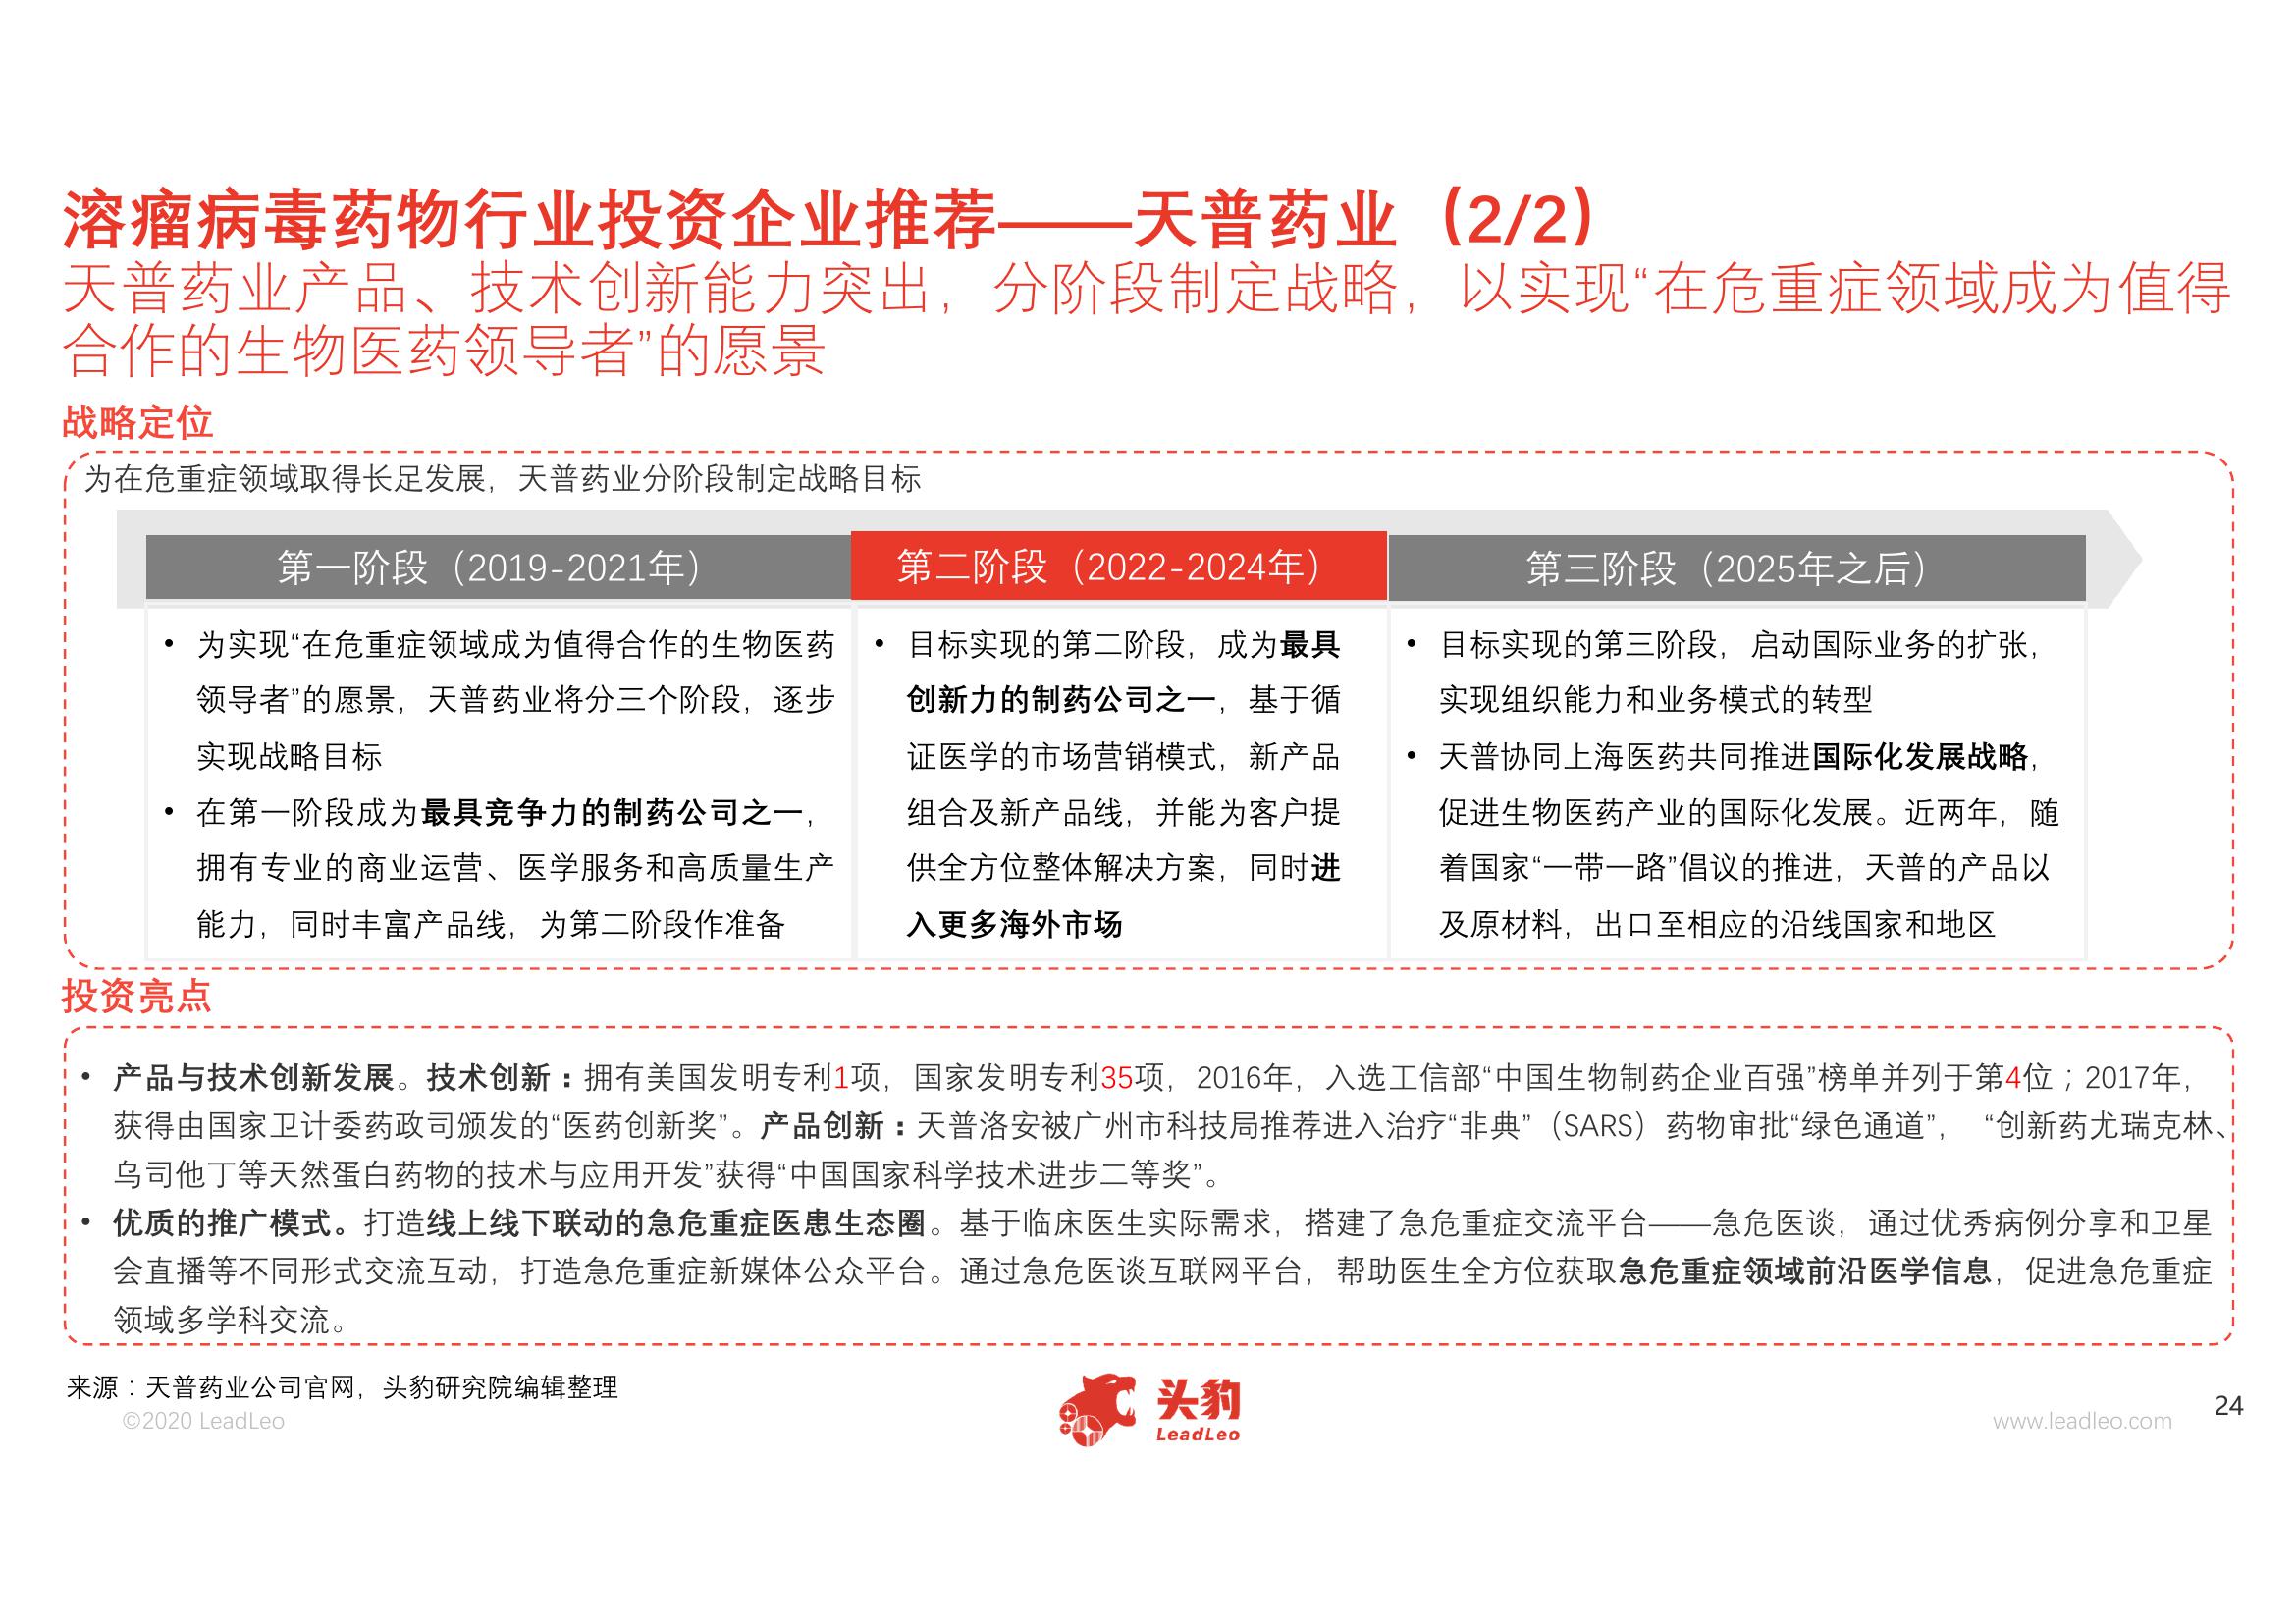 溶瘤病毒药物行业投资企业推荐——天普药业（2/2）
天普药业产品、技术创新能力突出，分阶段制定战略，以实现“在危重症领域成为值得
合作的生物医药领导者”的愿景
战略定位
为在危重症领域取得长足发展，天普药业分阶段制定战略目标
第一阶段（2019-2021年）
• 为实现“在危重症领域成为值得合作的生物医药
领导者”的愿景，天普药业将分三个阶段，逐步
实现战略目标
• 在第一阶段成为最具竞争力的制药公司之一，
拥有专业的商业运营、医学服务和高质量生产
能力，同时丰富产品线，为第二阶段作准备
第二阶段（2022-2024年）
• 目标实现的第二阶段，成为最具
创新力的制药公司之一，基于循
证医学的市场营销模式，新产品
组合及新产品线，并能为客户提
供全方位整体解决方案，同时进
入更多海外市场
第三阶段（2025年之后）
• 目标实现的第三阶段，启动国际业务的扩张，
实现组织能力和业务模式的转型
• 天普协同上海医药共同推进国际化发展战略，
促进生物医药产业的国际化发展。近两年，随
着国家“一带一路”倡议的推进，天普的产品以
及原材料，出口至相应的沿线国家和地区
投资亮点
• 产品与技术创新发展。技术创新：拥有美国发明专利1项，国家发明专利35项，2016年，入选工信部“中国生物制药企业百强”榜单并列于第4位；2017年，
获得由国家卫计委药政司颁发的“医药创新奖”。产品创新：天普洛安被广州市科技局推荐进入治疗“非典”（SARS）药物审批“绿色通道”， “创新药尤瑞克林、
乌司他丁等天然蛋白药物的技术与应用开发”获得“中国国家科学技术进步二等奖”。
• 优质的推广模式。打造线上线下联动的急危重症医患生态圈。基于临床医生实际需求，搭建了急危重症交流平台——急危医谈，通过优秀病例分享和卫星
会直播等不同形式交流互动，打造急危重症新媒体公众平台。通过急危医谈互联网平台，帮助医生全方位获取急危重症领域前沿医学信息，促进急危重症
领域多学科交流。
来源：天普药业公司官网，头豹研究院编辑整理
©2020 LeadLeo
头豹
LeadLeo
www.leadleo.com
24